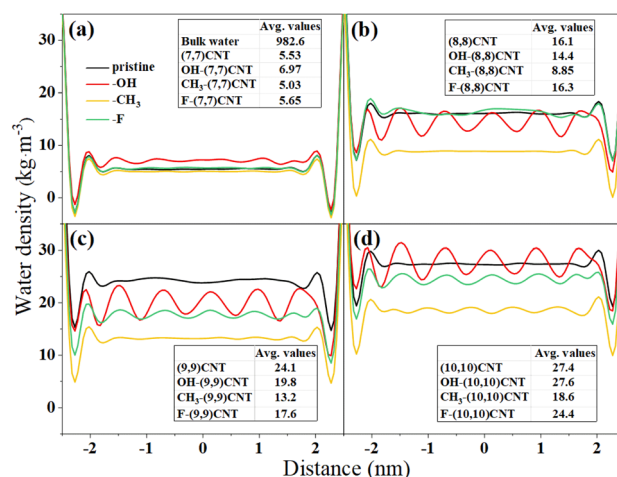 (a)
pristine
-OH
-CH3
-F
Avg. values
Bulk water 982.6
(7,7)CNT 5.53
OH-(7,7)CNT 6.97
CH3-(7,7)CNT 5.03
F-(7,7)CNT 5.65
(b)
Avg. values
(8,8)CNT 16.1
OH-(8,8)CNT 14.4
CH3-(8,8)CNT 8.85
F-(8,8)CNT 16.3
30
20
10
0
Water density (kg·m-3)
(c)
Avg. values
(9,9)CNT 24.1
OH-(9,9)CNT 19.8
CH3-(9,9)CNT 13.2
F-(9,9)CNT 17.6
(d)
Avg. values
(10,10)CNT 27.4
OH-(10,10)CNT 27.6
CH3-(10,10)CNT 18.6
F-(10,10)CNT 24.4
30
20
10
0
-2 -1 0 1 2 -2 -1 0 1 2
Distance (nm)